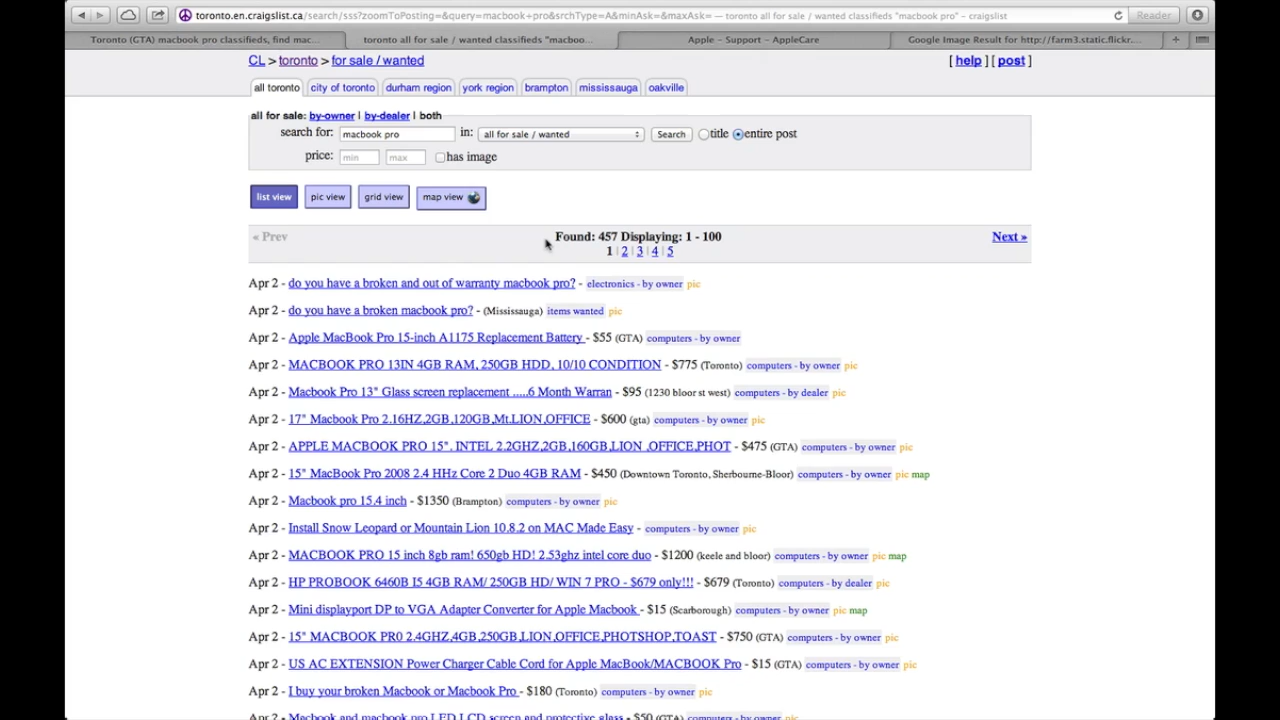 toronto.en.craigslist.ca/search/sss?zoomToPosting=&query=macbook+pro&srchType=A&minAsk=&maxAsk= — toronto all for sale / wanted classifieds "macbook pro" – craigslist Reader
Toronto (GTA) macbook pro classifieds, find mac... toronto all for sale / wanted classifieds "macboo... Apple – Support – AppleCare Google Image Result for http://farm3.static.flickr....
CL > toronto > for sale / wanted [ help ] [ post ]
all toronto city of toronto durham region york region brampton mississauga oakville
all for sale: by-owner | by-dealer | both
search for: macbook pro in: all for sale / wanted Search title entire post
price: min max has image
list view pic view grid view map view
« Prev Found: 457 Displaying: 1 - 100 Next »
1 | 2 | 3 | 4 | 5
Apr 2 - do you have a broken and out of warranty macbook pro? - electronics - by owner pic
Apr 2 - do you have a broken macbook pro? - (Mississauga) items wanted pic
Apr 2 - Apple MacBook Pro 15-inch A1175 Replacement Battery - $55 (GTA) computers - by owner
Apr 2 - MACBOOK PRO 13IN 4GB RAM, 250GB HDD, 10/10 CONDITION - $775 (Toronto) computers - by owner pic
Apr 2 - Macbook Pro 13" Glass screen replacement .....6 Month Warran - $95 (1230 bloor st west) computers - by dealer pic
Apr 2 - 17" Macbook Pro 2.16HZ,2GB,120GB,Mt.LION,OFFICE - $600 (gta) computers - by owner pic
Apr 2 - APPLE MACBOOK PRO 15". INTEL 2.2GHZ,2GB,160GB,LION ,OFFICE,PHOT - $475 (GTA) computers - by owner pic
Apr 2 - 15" MacBook Pro 2008 2.4 HHz Core 2 Duo 4GB RAM - $450 (Downtown Toronto, Sherbourne-Bloor) computers - by owner pic map
Apr 2 - Macbook pro 15.4 inch - $1350 (Brampton) computers - by owner pic
Apr 2 - Install Snow Leopard or Mountain Lion 10.8.2 on MAC Made Easy - computers - by owner pic
Apr 2 - MACBOOK PRO 15 inch 8gb ram! 650gb HD! 2.53ghz intel core duo - $1200 (keele and bloor) computers - by owner pic map
Apr 2 - HP PROBOOK 6460B I5 4GB RAM/ 250GB HD/ WIN 7 PRO - $679 only!!! - $679 (Toronto) computers - by dealer pic
Apr 2 - Mini displayport DP to VGA Adapter Converter for Apple Macbook - $15 (Scarborough) computers - by owner pic map
Apr 2 - 15" MACBOOK PR0 2.4GHZ,4GB,250GB,LION,OFFICE,PHOTSHOP,TOAST - $750 (GTA) computers - by owner pic
Apr 2 - US AC EXTENSION Power Charger Cable Cord for Apple MacBook/MACBOOK Pro - $15 (GTA) computers - by owner pic
Apr 2 - I buy your broken Macbook or Macbook Pro - $180 (Toronto) computers - by owner pic
Apr 2 - Macbook and macbook pro LED LCD screen and protective glass - $50 (GTA) computers - by owner pic